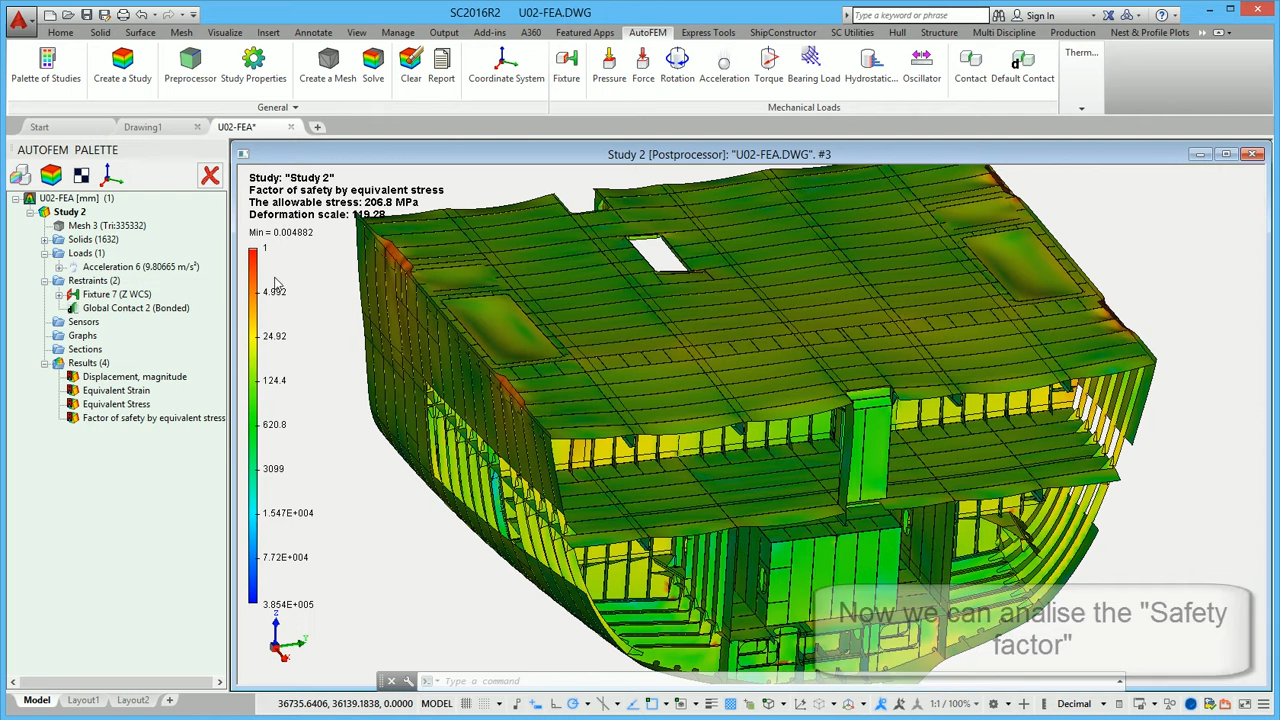 SC2016R2 U02-FEA.DWG
Type a keyword or phrase
Sign In
Home Solid Surface Mesh Visualize Insert Annotate View Manage Output Add-ins A360 Featured Apps AutoFEM Express Tools ShipConstructor SC Utilities Hull Structure Multi Discipline Production Nest & Profile Plots
Palette of Studies Create a Study Preprocessor Study Properties Create a Mesh Solve Clear Report Coordinate System Fixture Pressure Force Rotation Acceleration Torque Bearing Load Hydrostatic... Oscillator Contact Default Contact Therm...
General Mechanical Loads
Start Drawing1 U02-FEA*
AUTOFEM PALETTE
Study 2 [Postprocessor]: "U02-FEA.DWG". #3
U02-FEA [mm] (1)
Study 2
Mesh 3 (Tri:335332)
Solids (1632)
Loads (1)
Acceleration 6 (9.80665 m/s²)
Restraints (2)
Fixture 7 (Z WCS)
Global Contact 2 (Bonded)
Sensors
Graphs
Sections
Results (4)
Displacement, magnitude
Equivalent Strain
Equivalent Stress
Factor of safety by equivalent stress
Study: "Study 2"
Factor of safety by equivalent stress
The allowable stress: 206.8 MPa
Deformation scale: 119.28
Min = 0.004882
1
4.992
24.92
124.4
620.8
3099
1.547E+004
7.72E+004
3.854E+005
Z
Y
X
Now we can analise the "Safety
factor"
Type a command
Model Layout1 Layout2
36735.6406, 36139.1838, 0.0000 MODEL
1:1 / 100%
Decimal